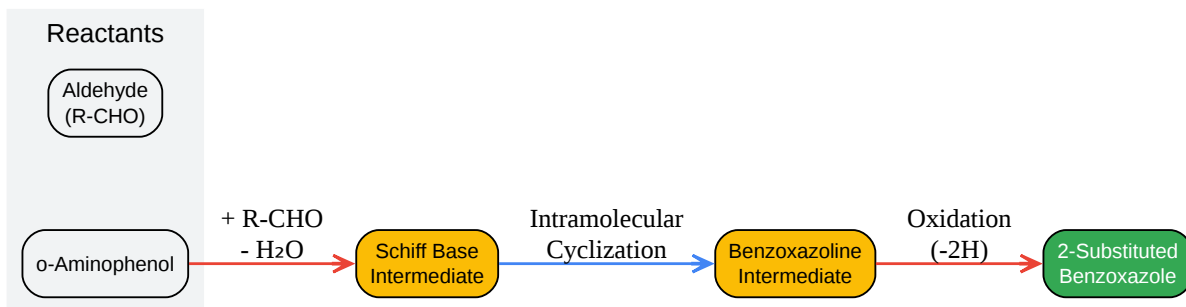 Reactants
Aldehyde
(R-CHO)
o-Aminophenol
+ R-CHO
- H₂O
Schiff Base
Intermediate
Intramolecular
Cyclization
Benzoxazoline
Intermediate
Oxidation
(-2H)
2-Substituted
Benzoxazole